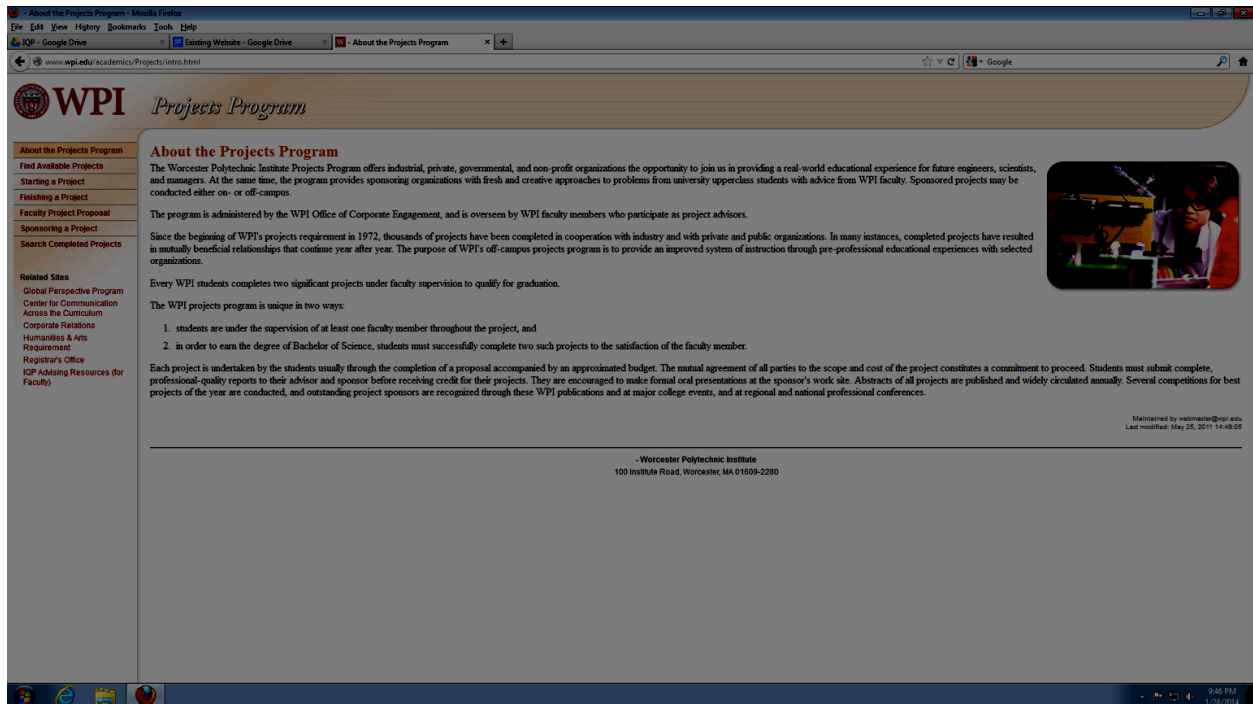 - About the Projects Program - Mozilla Firefox
File Edit View History Bookmarks Tools Help
IQP - Google Drive
Existing Website - Google Drive
- About the Projects Program
www.wpi.edu/academics/Projects/intro.html
Google
WPI
Projects Program
About the Projects Program
Find Available Projects
Starting a Project
Finishing a Project
Faculty Project Proposal
Sponsoring a Project
Search Completed Projects
Related Sites
Global Perspective Program
Center for Communication
Across the Curriculum
Corporate Relations
Humanities & Arts
Requirement
Registrar's Office
IQP Advising Resources (for
Faculty)
About the Projects Program
The Worcester Polytechnic Institute Projects Program offers industrial, private, governmental, and non-profit organizations the opportunity to join us in providing a real-world educational experience for future engineers, scientists,
and managers. At the same time, the program provides sponsoring organizations with fresh and creative approaches to problems from university upperclass students with advice from WPI faculty. Sponsored projects may be
conducted either on- or off-campus.
The program is administered by the WPI Office of Corporate Engagement, and is overseen by WPI faculty members who participate as project advisors.
Since the beginning of WPI's projects requirement in 1972, thousands of projects have been completed in cooperation with industry and with private and public organizations. In many instances, completed projects have resulted
in mutually beneficial relationships that continue year after year. The purpose of WPI's off-campus projects program is to provide an improved system of instruction through pre-professional educational experiences with selected
organizations.
Every WPI students completes two significant projects under faculty supervision to qualify for graduation.
The WPI projects program is unique in two ways:
1. students are under the supervision of at least one faculty member throughout the project, and
2. in order to earn the degree of Bachelor of Science, students must successfully complete two such projects to the satisfaction of the faculty member.
Each project is undertaken by the students usually through the completion of a proposal accompanied by an approximated budget. The mutual agreement of all parties to the scope and cost of the project constitutes a commitment to proceed. Students must submit complete,
professional-quality reports to their advisor and sponsor before receiving credit for their projects. They are encouraged to make formal oral presentations at the sponsor's work site. Abstracts of all projects are published and widely circulated annually. Several competitions for best
projects of the year are conducted, and outstanding project sponsors are recognized through these WPI publications and at major college events, and at regional and national professional conferences.
Maintained by webmaster@wpi.edu
Last modified: May 25, 2011 14:49:05
- Worcester Polytechnic Institute
100 Institute Road, Worcester, MA 01609-2280
9:46 PM
1/28/2014